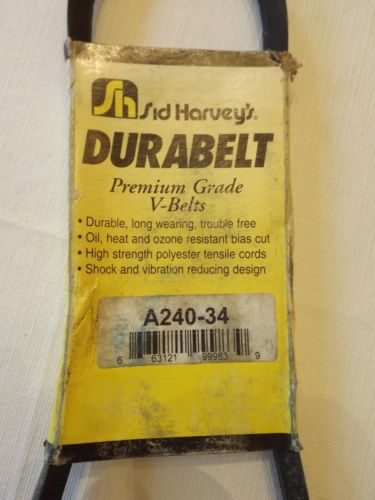 Sh Sid Harvey's®
DURABELT
Premium Grade
V-Belts
• Durable, long wearing, trouble free
• Oil, heat and ozone resistant bias cut
• High strength polyester tensile cords
• Shock and vibration reducing design
A240-34
6 63121 99983 9